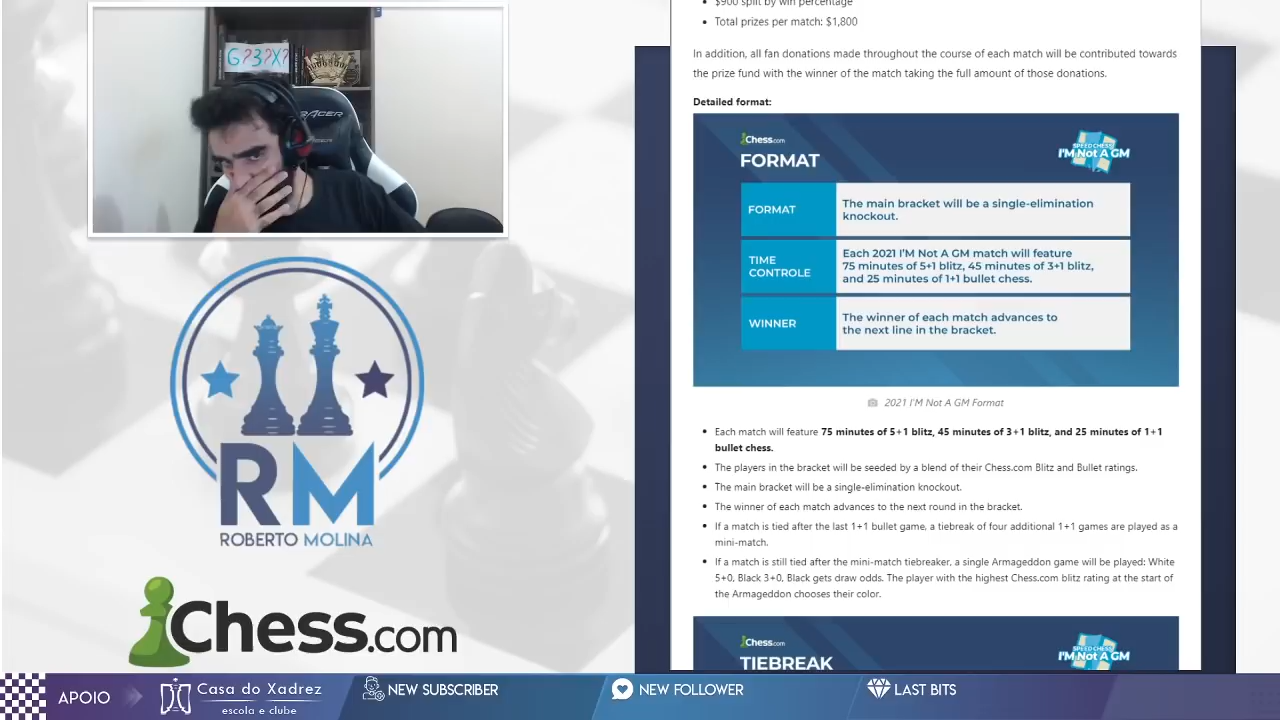 G?3?X?
ACER
RM
ROBERTO MOLINA
Chess.com
$900 split by win percentage
Total prizes per match: $1,800
In addition, all fan donations made throughout the course of each match will be contributed towards
the prize fund with the winner of the match taking the full amount of those donations.
Detailed format:
Chess.com
FORMAT
SPEED CHESS
I'M NOT A GM
FORMAT
The main bracket will be a single-elimination
knockout.
TIME
CONTROLE
Each 2021 I'M Not A GM match will feature
75 minutes of 5+1 blitz, 45 minutes of 3+1 blitz,
and 25 minutes of 1+1 bullet chess.
WINNER
The winner of each match advances to
the next line in the bracket.
2021 I'M Not A GM Format
Each match will feature 75 minutes of 5+1 blitz, 45 minutes of 3+1 blitz, and 25 minutes of 1+1
bullet chess.
The players in the bracket will be seeded by a blend of their Chess.com Blitz and Bullet ratings.
The main bracket will be a single-elimination knockout.
The winner of each match advances to the next round in the bracket.
If a match is tied after the last 1+1 bullet game, a tiebreak of four additional 1+1 games are played as a
mini-match.
If a match is still tied after the mini-match tiebreaker, a single Armageddon game will be played: White
5+0, Black 3+0, Black gets draw odds. The player with the highest Chess.com blitz rating at the start of
the Armageddon chooses their color.
Chess.com
TIEBREAK
SPEED CHESS
I'M NOT A GM
APOIO
Casa do Xadrez
escola e clube
NEW SUBSCRIBER
NEW FOLLOWER
LAST BITS